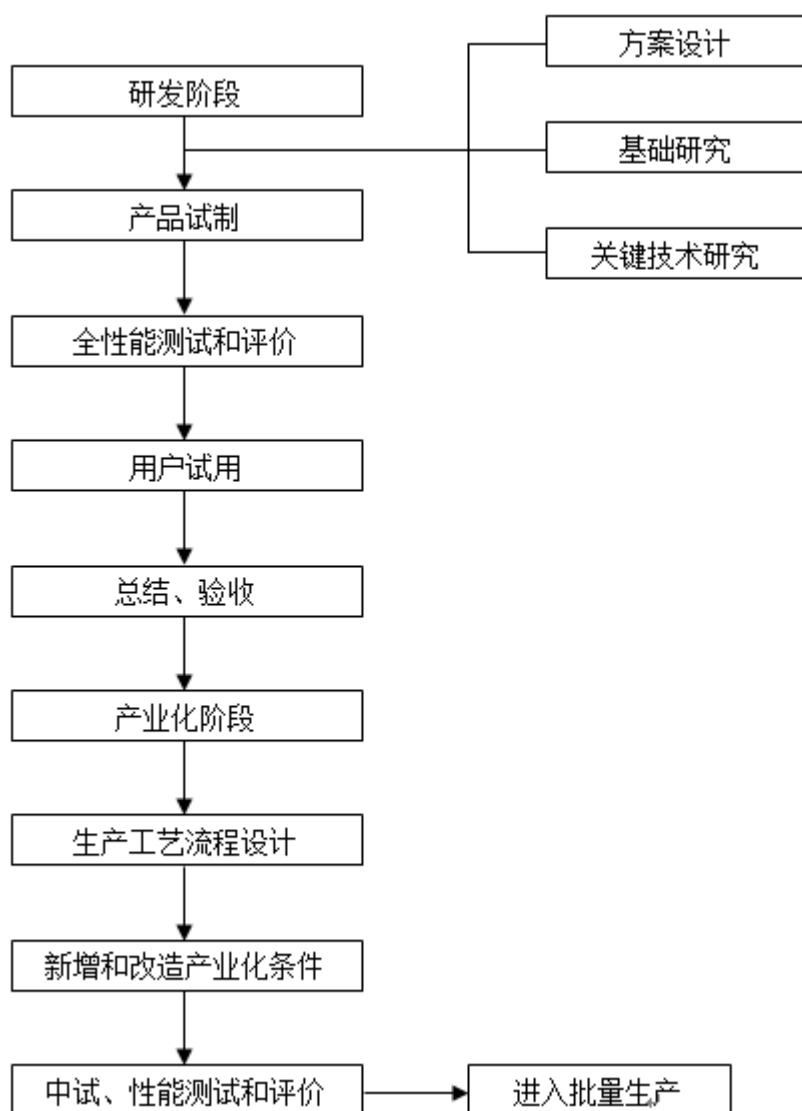 方案设计
研发阶段
基础研究
产品试制
关键技术研究
全性能测试和评价
用户试用
总结、验收
产业化阶段
生产工艺流程设计
新增和改造产业化条件
中试、性能测试和评价
进入批量生产